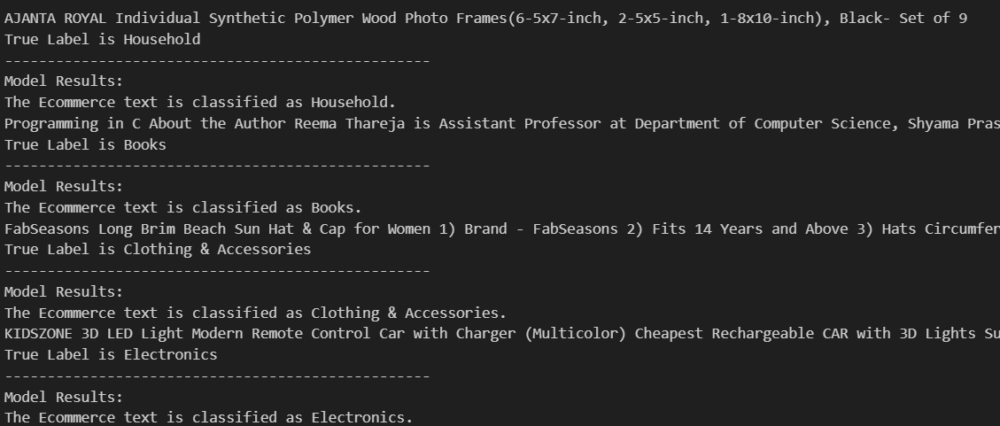 AJANTA ROYAL Individual Synthetic Polymer Wood Photo Frames(6-5x7-inch, 2-5x5-inch, 1-8x10-inch), Black- Set of 9
True Label is Household
--------------------------------------------------
Model Results:
The Ecommerce text is classified as Household.
Programming in C About the Author Reema Thareja is Assistant Professor at Department of Computer Science, Shyama Pras
True Label is Books
--------------------------------------------------
Model Results:
The Ecommerce text is classified as Books.
FabSeasons Long Brim Beach Sun Hat & Cap for Women 1) Brand - FabSeasons 2) Fits 14 Years and Above 3) Hats Circumfer
True Label is Clothing & Accessories
--------------------------------------------------
Model Results:
The Ecommerce text is classified as Clothing & Accessories.
KIDSZONE 3D LED Light Modern Remote Control Car with Charger (Multicolor) Cheapest Rechargeable CAR with 3D Lights Su
True Label is Electronics
--------------------------------------------------
Model Results:
The Ecommerce text is classified as Electronics.